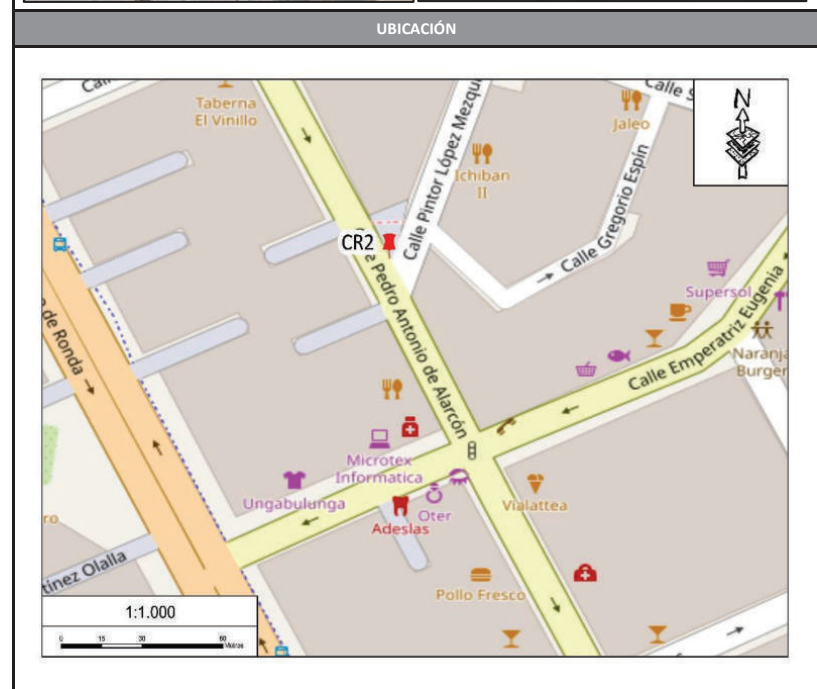 UBICACIÓN
Taberna
El Vinillo
Calle Pintor López Mezqu
Ichiban
II
Jaleo
Calle S
N
Calle Gregorio Espín
CR2
e Pedro Antonio de Alarcón
Supersol
Calle Emperatriz Eugenia
Naranja
Burger
o de Ronda
Microtex
Informatica
Ungabulunga
Adeslas
Oter
Vialattea
ro
tínez Olalla
Pollo Fresco
1:1.000
0 15 30 60
Metros